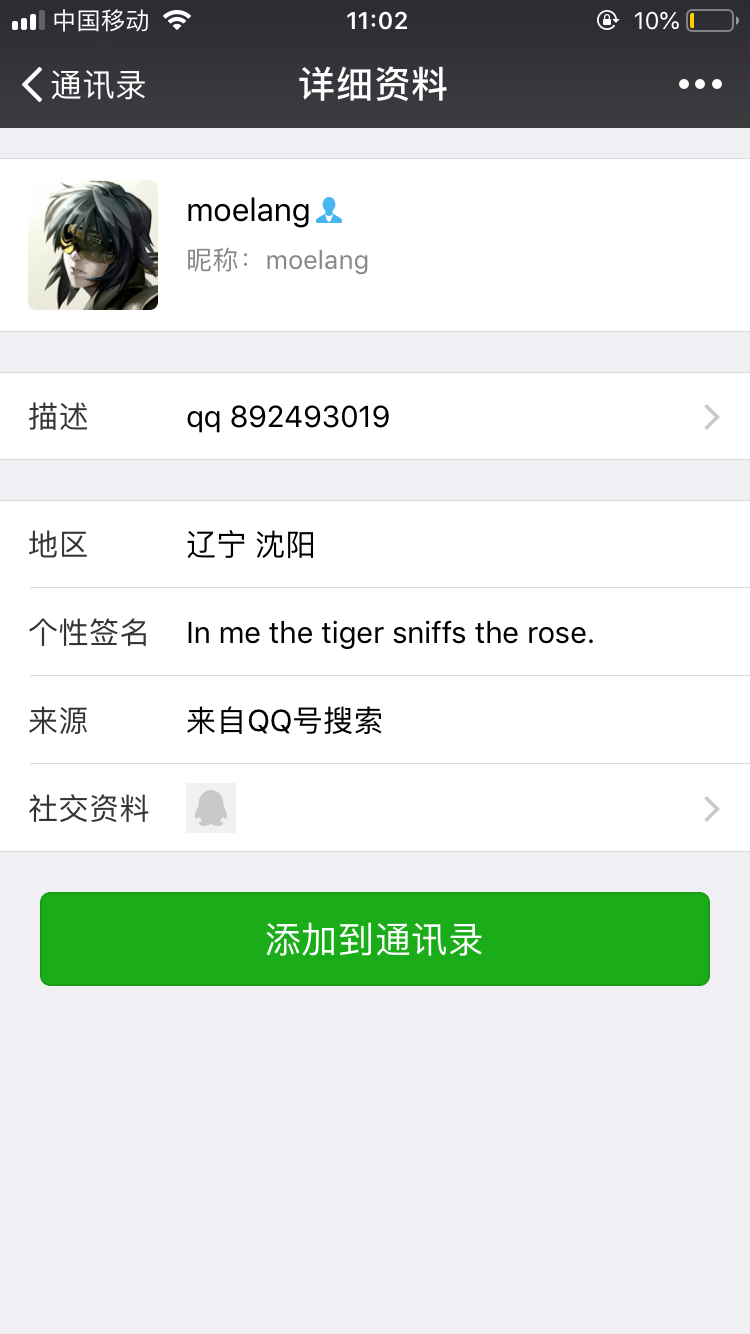 中国移动 11:02 10%
通讯录 详细资料
moelang
昵称：moelang
描述 qq 892493019
地区 辽宁 沈阳
个性签名 In me the tiger sniffs the rose.
来源 来自QQ号搜索
社交资料
添加到通讯录